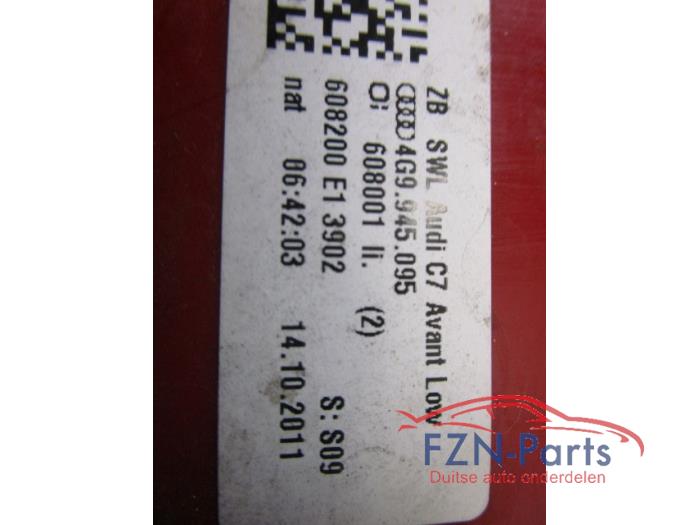 ZB SWL Audi C7 Avant Low
4G9.945.095
608001 li. (2)
608200 E1 3902 S: S09
nat 06:42:03 14.10.2011
FZN-Parts
Duitse auto onderdelen